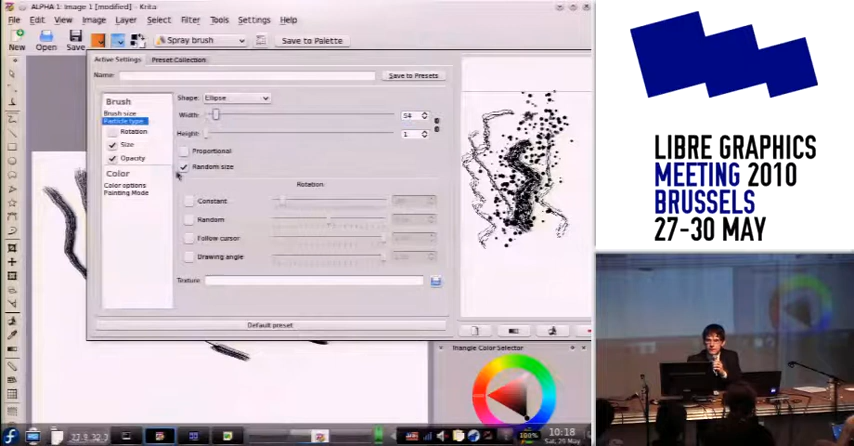 ALPHA 1: Image 1 [modified] - Krita
File Edit View Image Layer Select Filter Tools Settings Help
New Open Save Spray brush Save to Palette
Active Settings Preset Collection
Name: Save to Presets
Brush
Brush size
Particle type
Rotation
Size
Opacity
Color
Color options
Painting Mode
Shape: Ellipse
Width: 54
Height: 1
Proportional
Random size
Rotation:
Constant
Random
Follow cursor
Drawing angle
Texture:
Default preset
Triangle Color Selector
100%
10:18
Sat, 29 May
LIBRE GRAPHICS
MEETING 2010
BRUSSELS
27-30 MAY